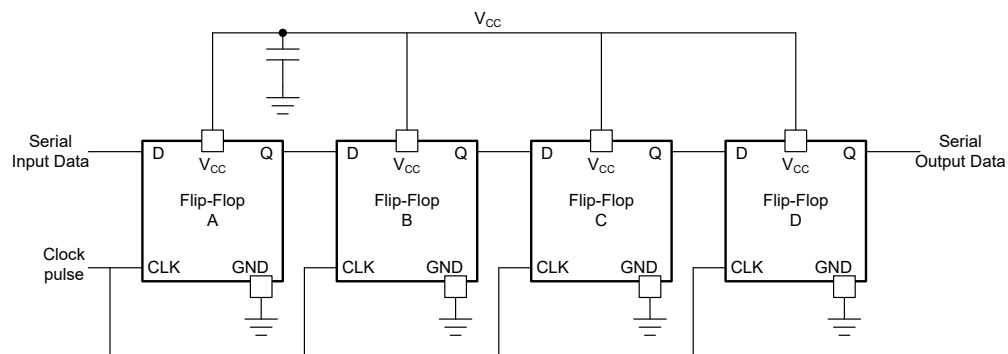 VCC
Serial
Input Data
D
Q
VCC
Flip-Flop
A
Clock
pulse
CLK
GND
D
Q
VCC
Flip-Flop
B
CLK
GND
D
Q
VCC
Flip-Flop
C
CLK
GND
D
Q
VCC
Flip-Flop
D
CLK
GND
Serial
Output Data